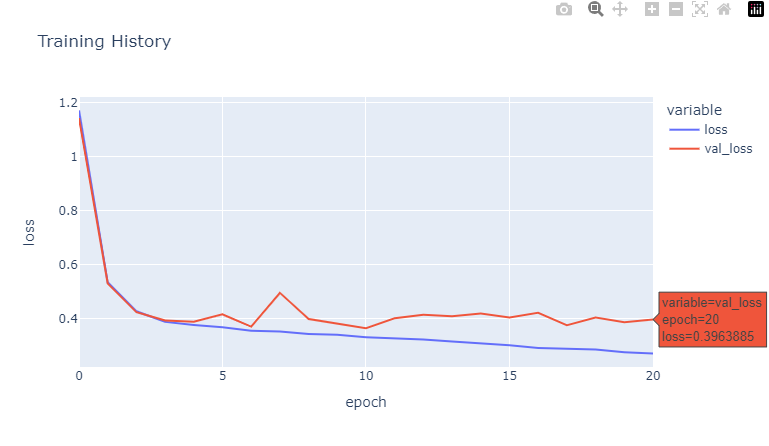 Training History
1.2
1
0.8
0.6
0.4
loss
0
5
10
15
20
epoch
variable
loss
val_loss
variable=val_loss
epoch=20
loss=0.3963885